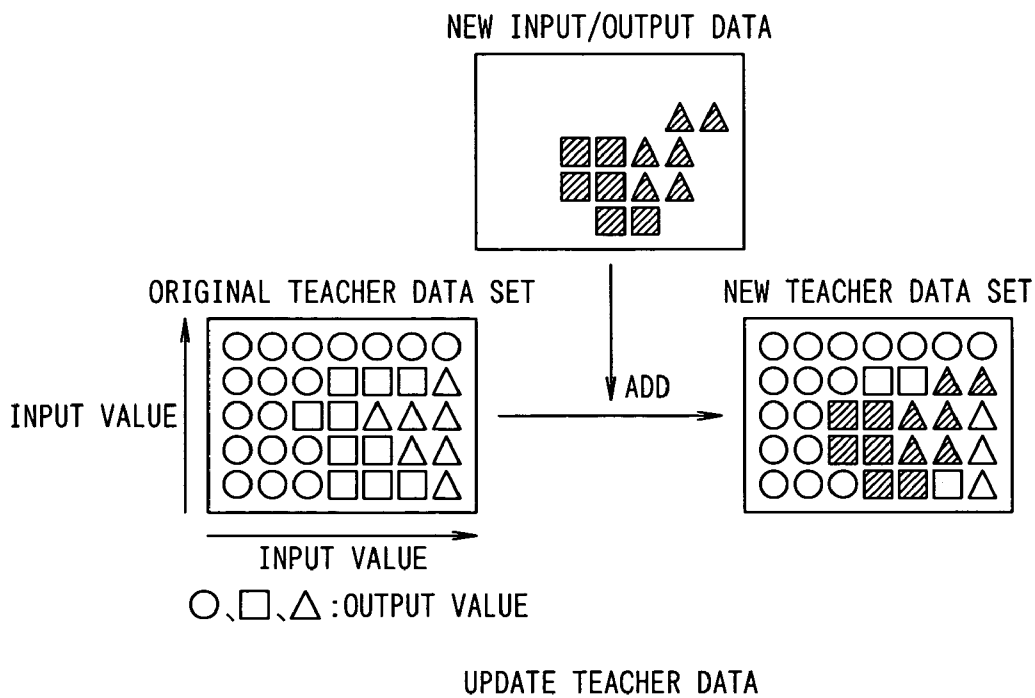 NEW INPUT/OUTPUT DATA
ORIGINAL TEACHER DATA SET
NEW TEACHER DATA SET
ADD
INPUT VALUE
INPUT VALUE
○、□、△:OUTPUT VALUE
UPDATE TEACHER DATA